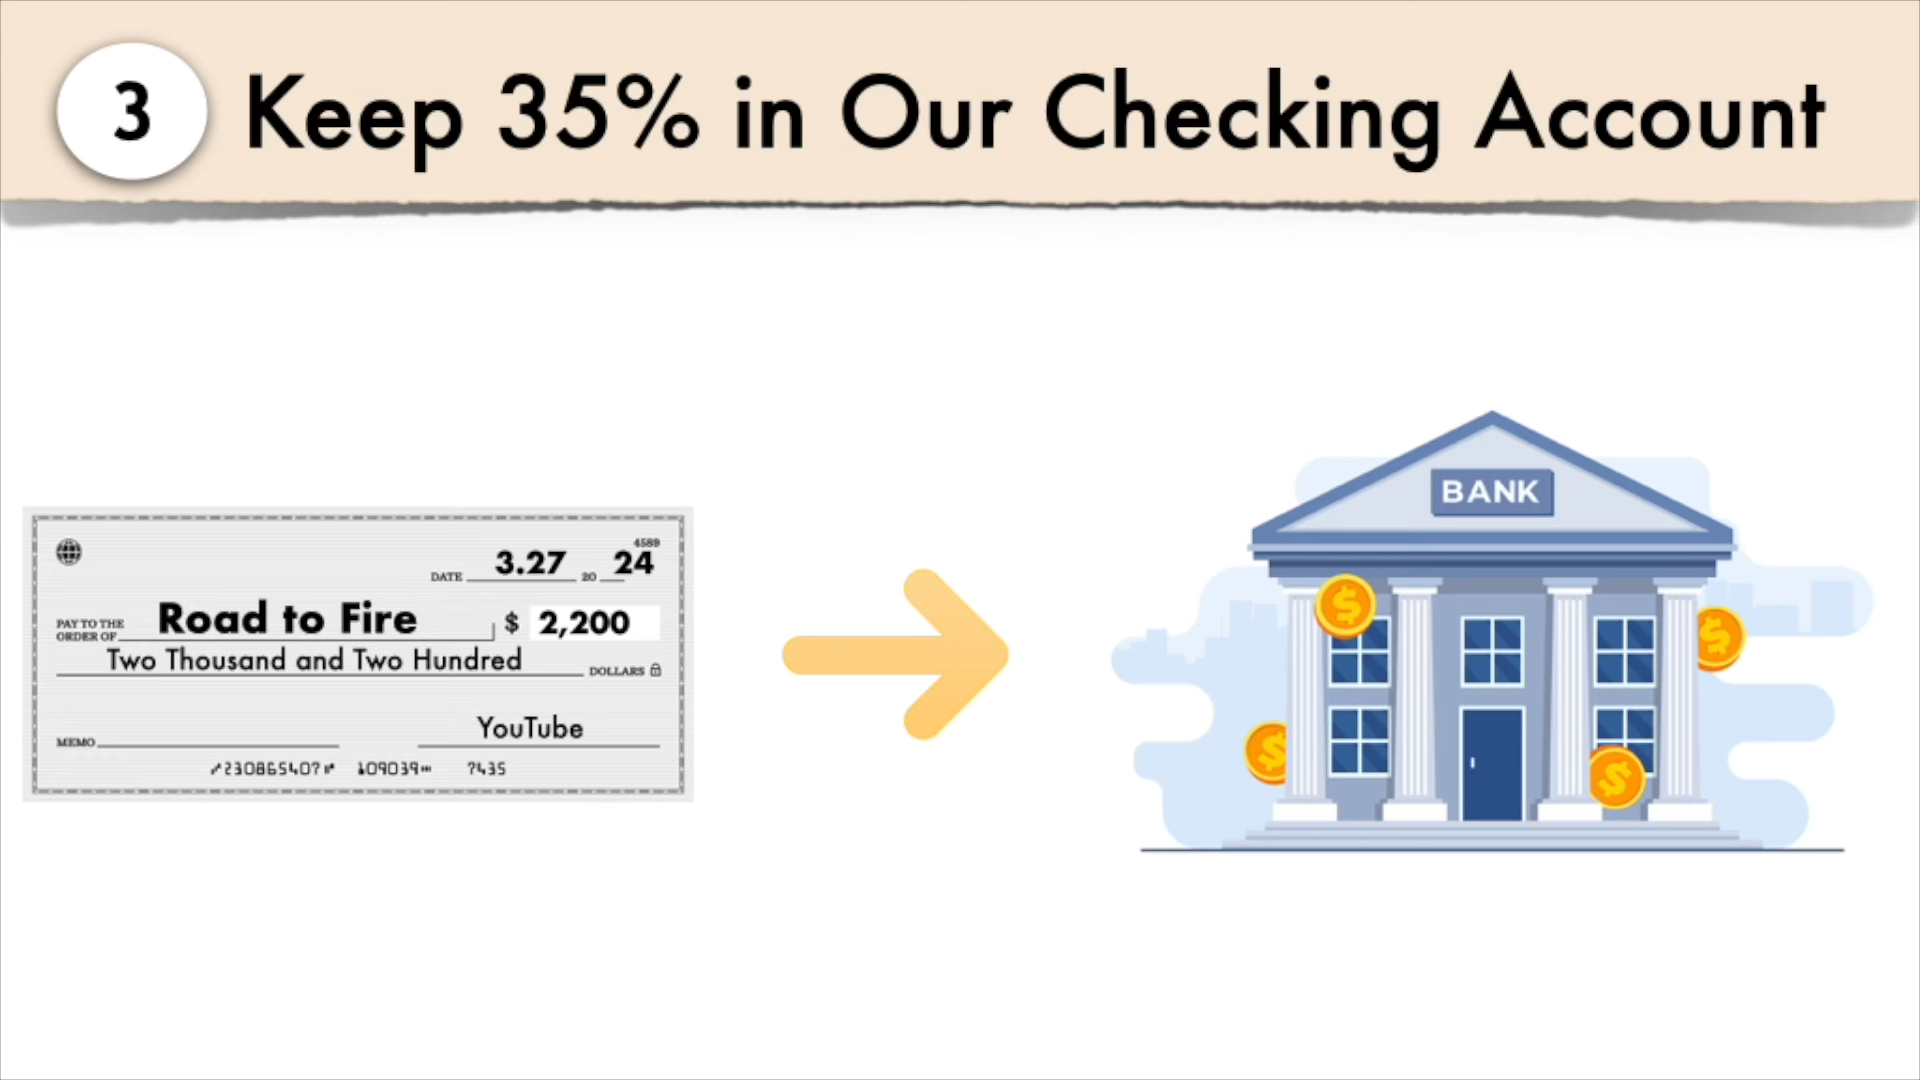 3 Keep 35% in Our Checking Account
BANK
4589
DATE 3.27 20 24
PAY TO THE ORDER OF Road to Fire $ 2,200
Two Thousand and Two Hundred DOLLARS
YouTube
MEMO
230865407 109039 7435